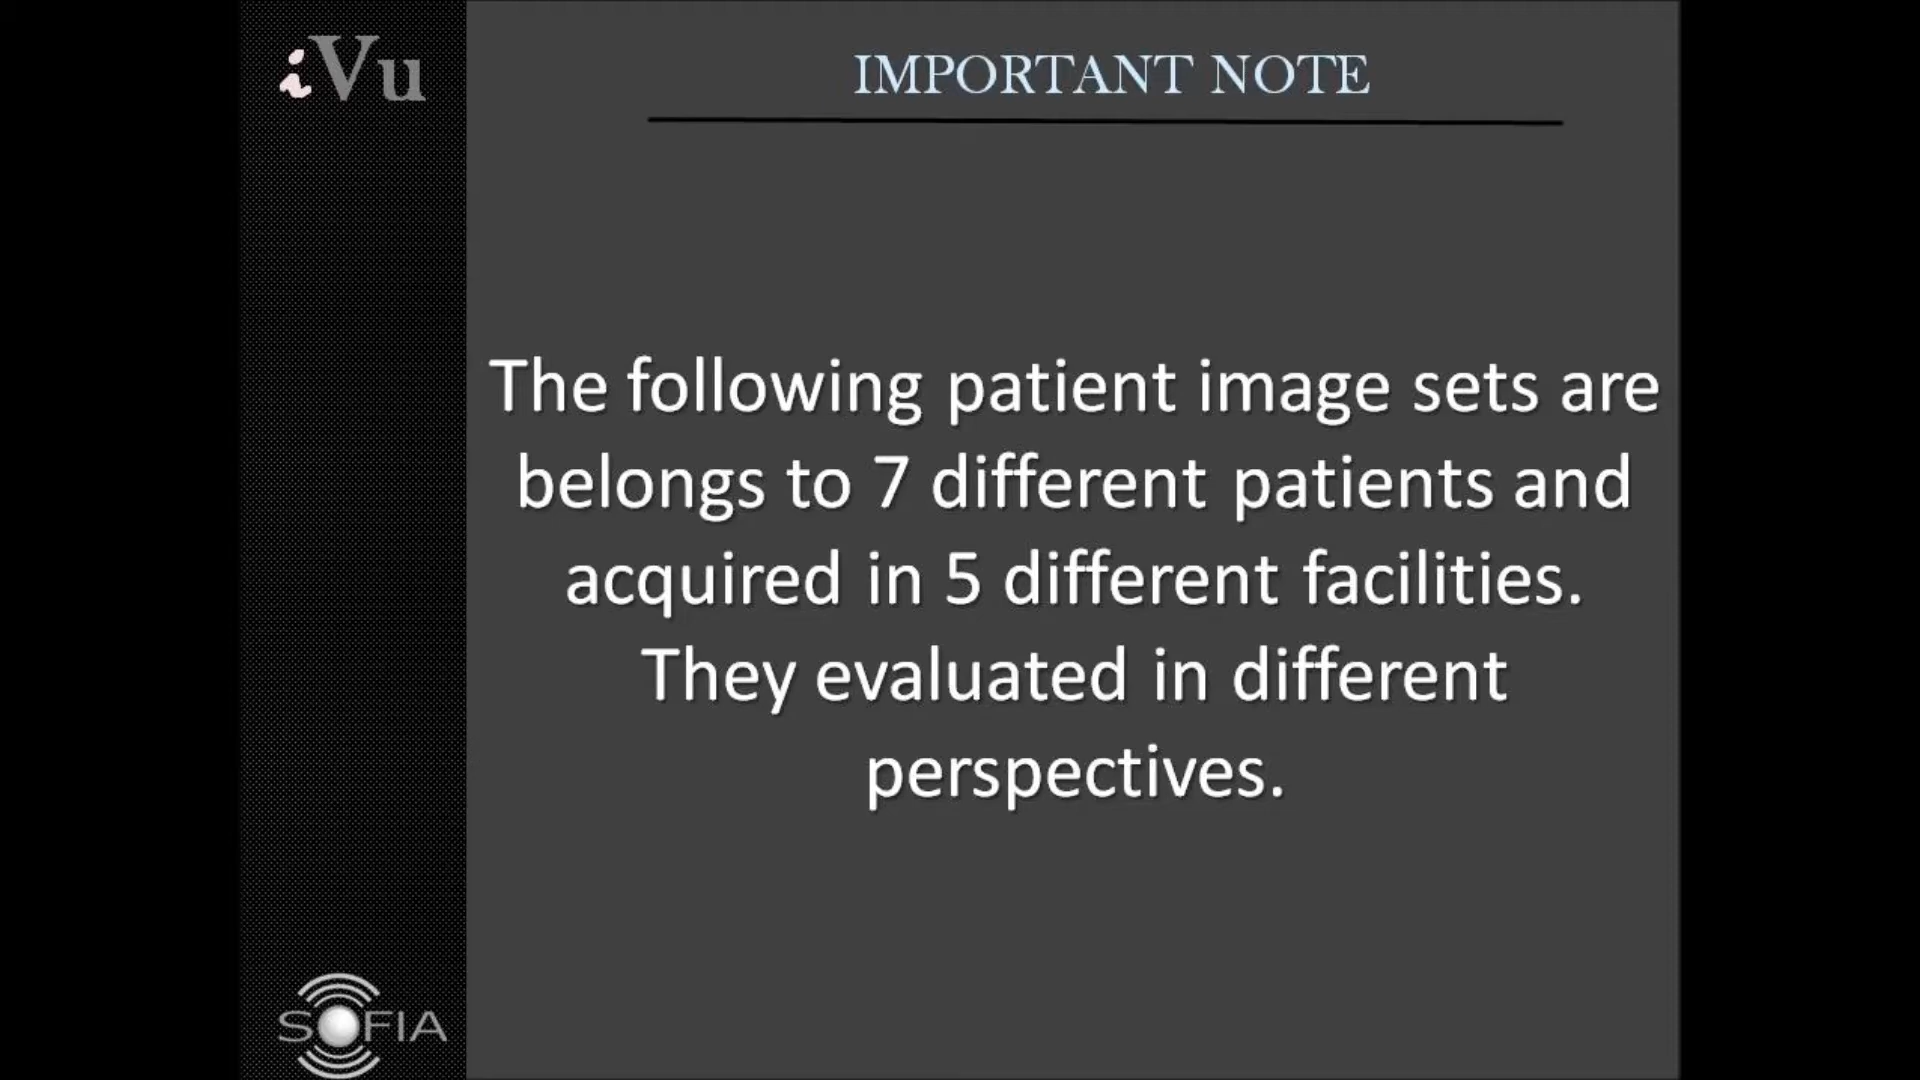 iVu
IMPORTANT NOTE
The following patient image sets are
belongs to 7 different patients and
acquired in 5 different facilities.
They evaluated in different
perspectives.
SOFIA